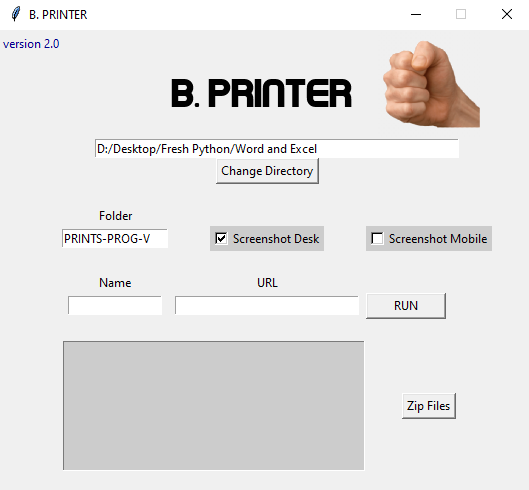 B. PRINTER
version 2.0
B. PRINTER
D:/Desktop/Fresh Python/Word and Excel
Change Directory
Folder
PRINTS-PROG-V
Screenshot Desk
Screenshot Mobile
Name
URL
RUN
Zip Files